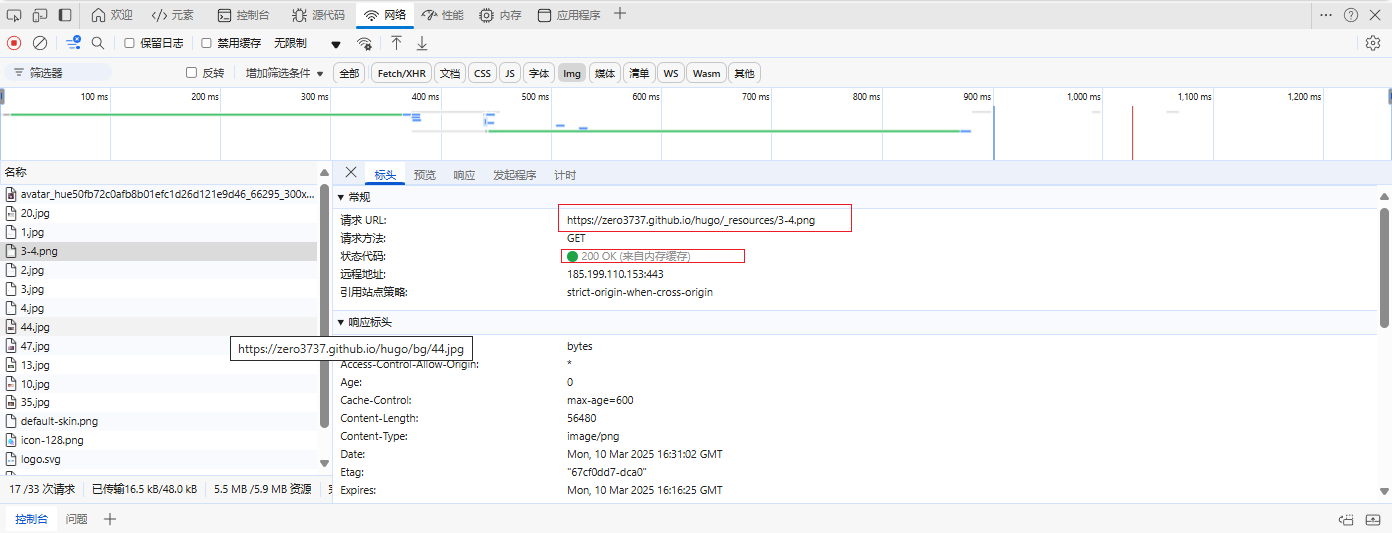 欢迎 元素 控制台 源代码 网络 性能 内存 应用程序
保留日志 禁用缓存 无限制
筛选器 反转 增加筛选条件 全部 Fetch/XHR 文档 CSS JS 字体 Img 媒体 清单 WS Wasm 其他
100 ms 200 ms 300 ms 400 ms 500 ms 600 ms 700 ms 800 ms 900 ms 1,000 ms 1,100 ms 1,200 ms
名称
avatar_hue50fb72c0afb8b01efc1d26d121e9d46_66295_300x...
20.jpg
1.jpg
3-4.png
2.jpg
3.jpg
4.jpg
44.jpg
47.jpg
13.jpg
10.jpg
35.jpg
default-skin.png
icon-128.png
logo.svg
https://zero3737.github.io/hugo/bg/44.jpg
17 /33 次请求 已传输16.5 kB/48.0 kB 5.5 MB /5.9 MB 资源
标头 预览 响应 发起程序 计时
常规
请求 URL: https://zero3737.github.io/hugo/_resources/3-4.png
请求方法: GET
状态代码: 200 OK (来自内存缓存)
远程地址: 185.199.110.153:443
引用站点策略: strict-origin-when-cross-origin
响应标头
bytes
Access-Control-Allow-Origin: *
Age: 0
Cache-Control: max-age=600
Content-Length: 56480
Content-Type: image/png
Date: Mon, 10 Mar 2025 16:31:02 GMT
Etag: "67cf0dd7-dca0"
Expires: Mon, 10 Mar 2025 16:16:25 GMT
控制台 问题